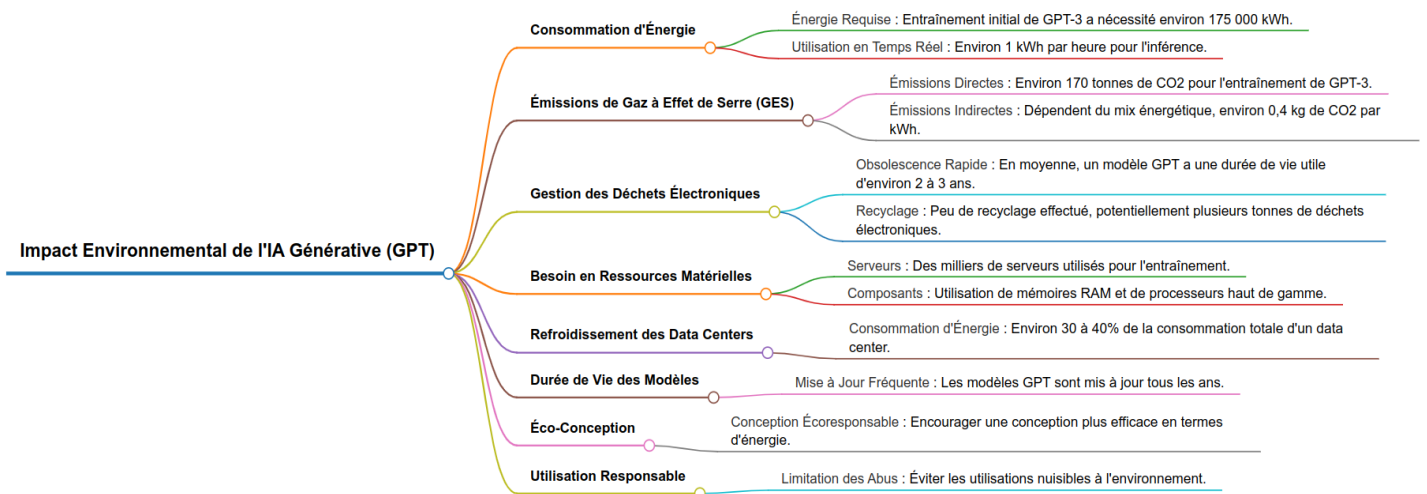 Impact Environnemental de l'IA Générative (GPT)
Consommation d'Énergie
Énergie Requise : Entraînement initial de GPT-3 a nécessité environ 175 000 kWh.
Utilisation en Temps Réel : Environ 1 kWh par heure pour l'inférence.
Émissions de Gaz à Effet de Serre (GES)
Émissions Directes : Environ 170 tonnes de CO2 pour l'entraînement de GPT-3.
Émissions Indirectes : Dépendent du mix énergétique, environ 0,4 kg de CO2 par
kWh.
Gestion des Déchets Électroniques
Obsolescence Rapide : En moyenne, un modèle GPT a une durée de vie utile
d'environ 2 à 3 ans.
Recyclage : Peu de recyclage effectué, potentiellement plusieurs tonnes de déchets
électroniques.
Besoin en Ressources Matérielles
Serveurs : Des milliers de serveurs utilisés pour l'entraînement.
Composants : Utilisation de mémoires RAM et de processeurs haut de gamme.
Refroidissement des Data Centers
Consommation d'Énergie : Environ 30 à 40% de la consommation totale d'un data
center.
Durée de Vie des Modèles
Mise à Jour Fréquente : Les modèles GPT sont mis à jour tous les ans.
Éco-Conception
Conception Écoresponsable : Encourager une conception plus efficace en termes
d'énergie.
Utilisation Responsable
Limitation des Abus : Éviter les utilisations nuisibles à l'environnement.